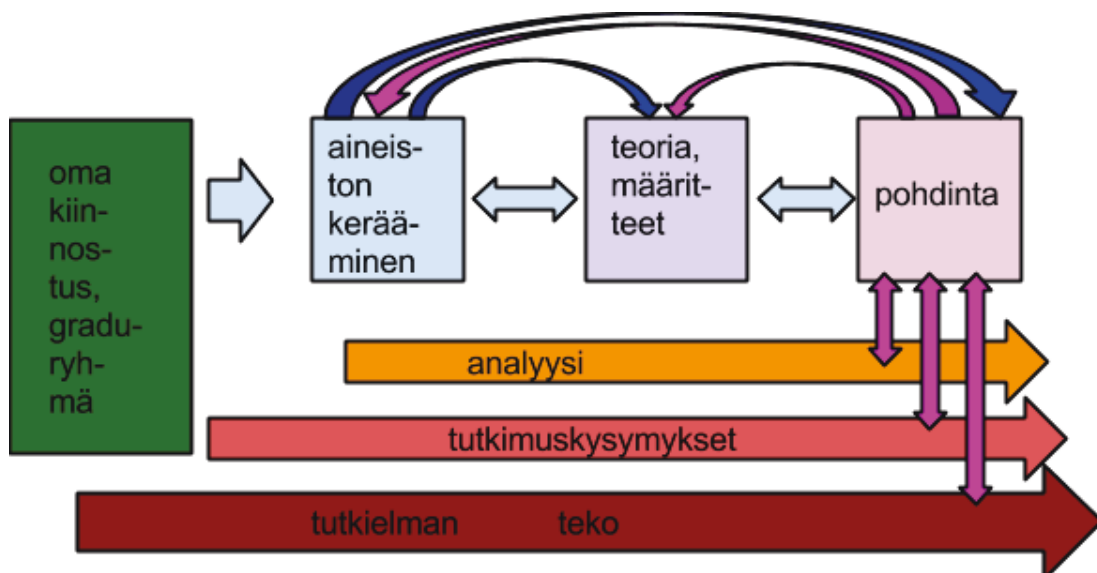 oma
kiin-
nos-
tus,
gradu-
ryh-
mä
aineis-
ton
kerää-
minen
teoria,
määrit-
teet
pohdinta
analyysi
tutkimuskysymykset
tutkielman teko